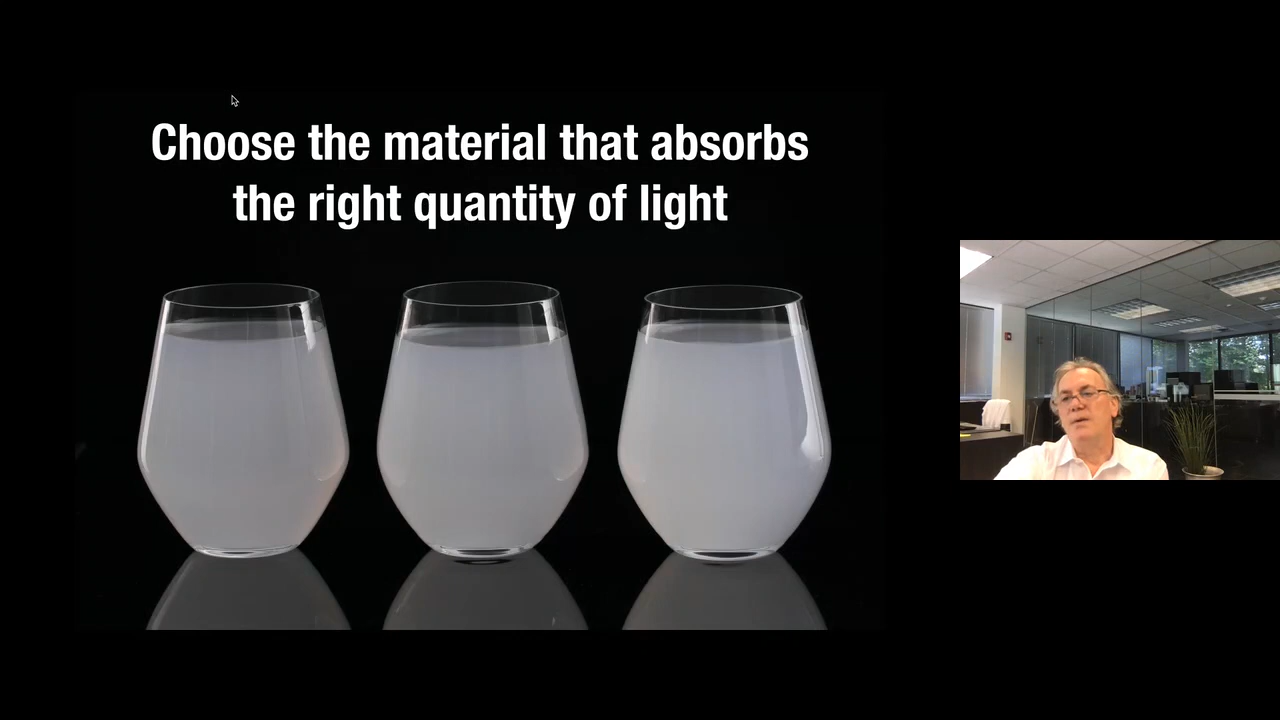 Choose the material that absorbs
the right quantity of light